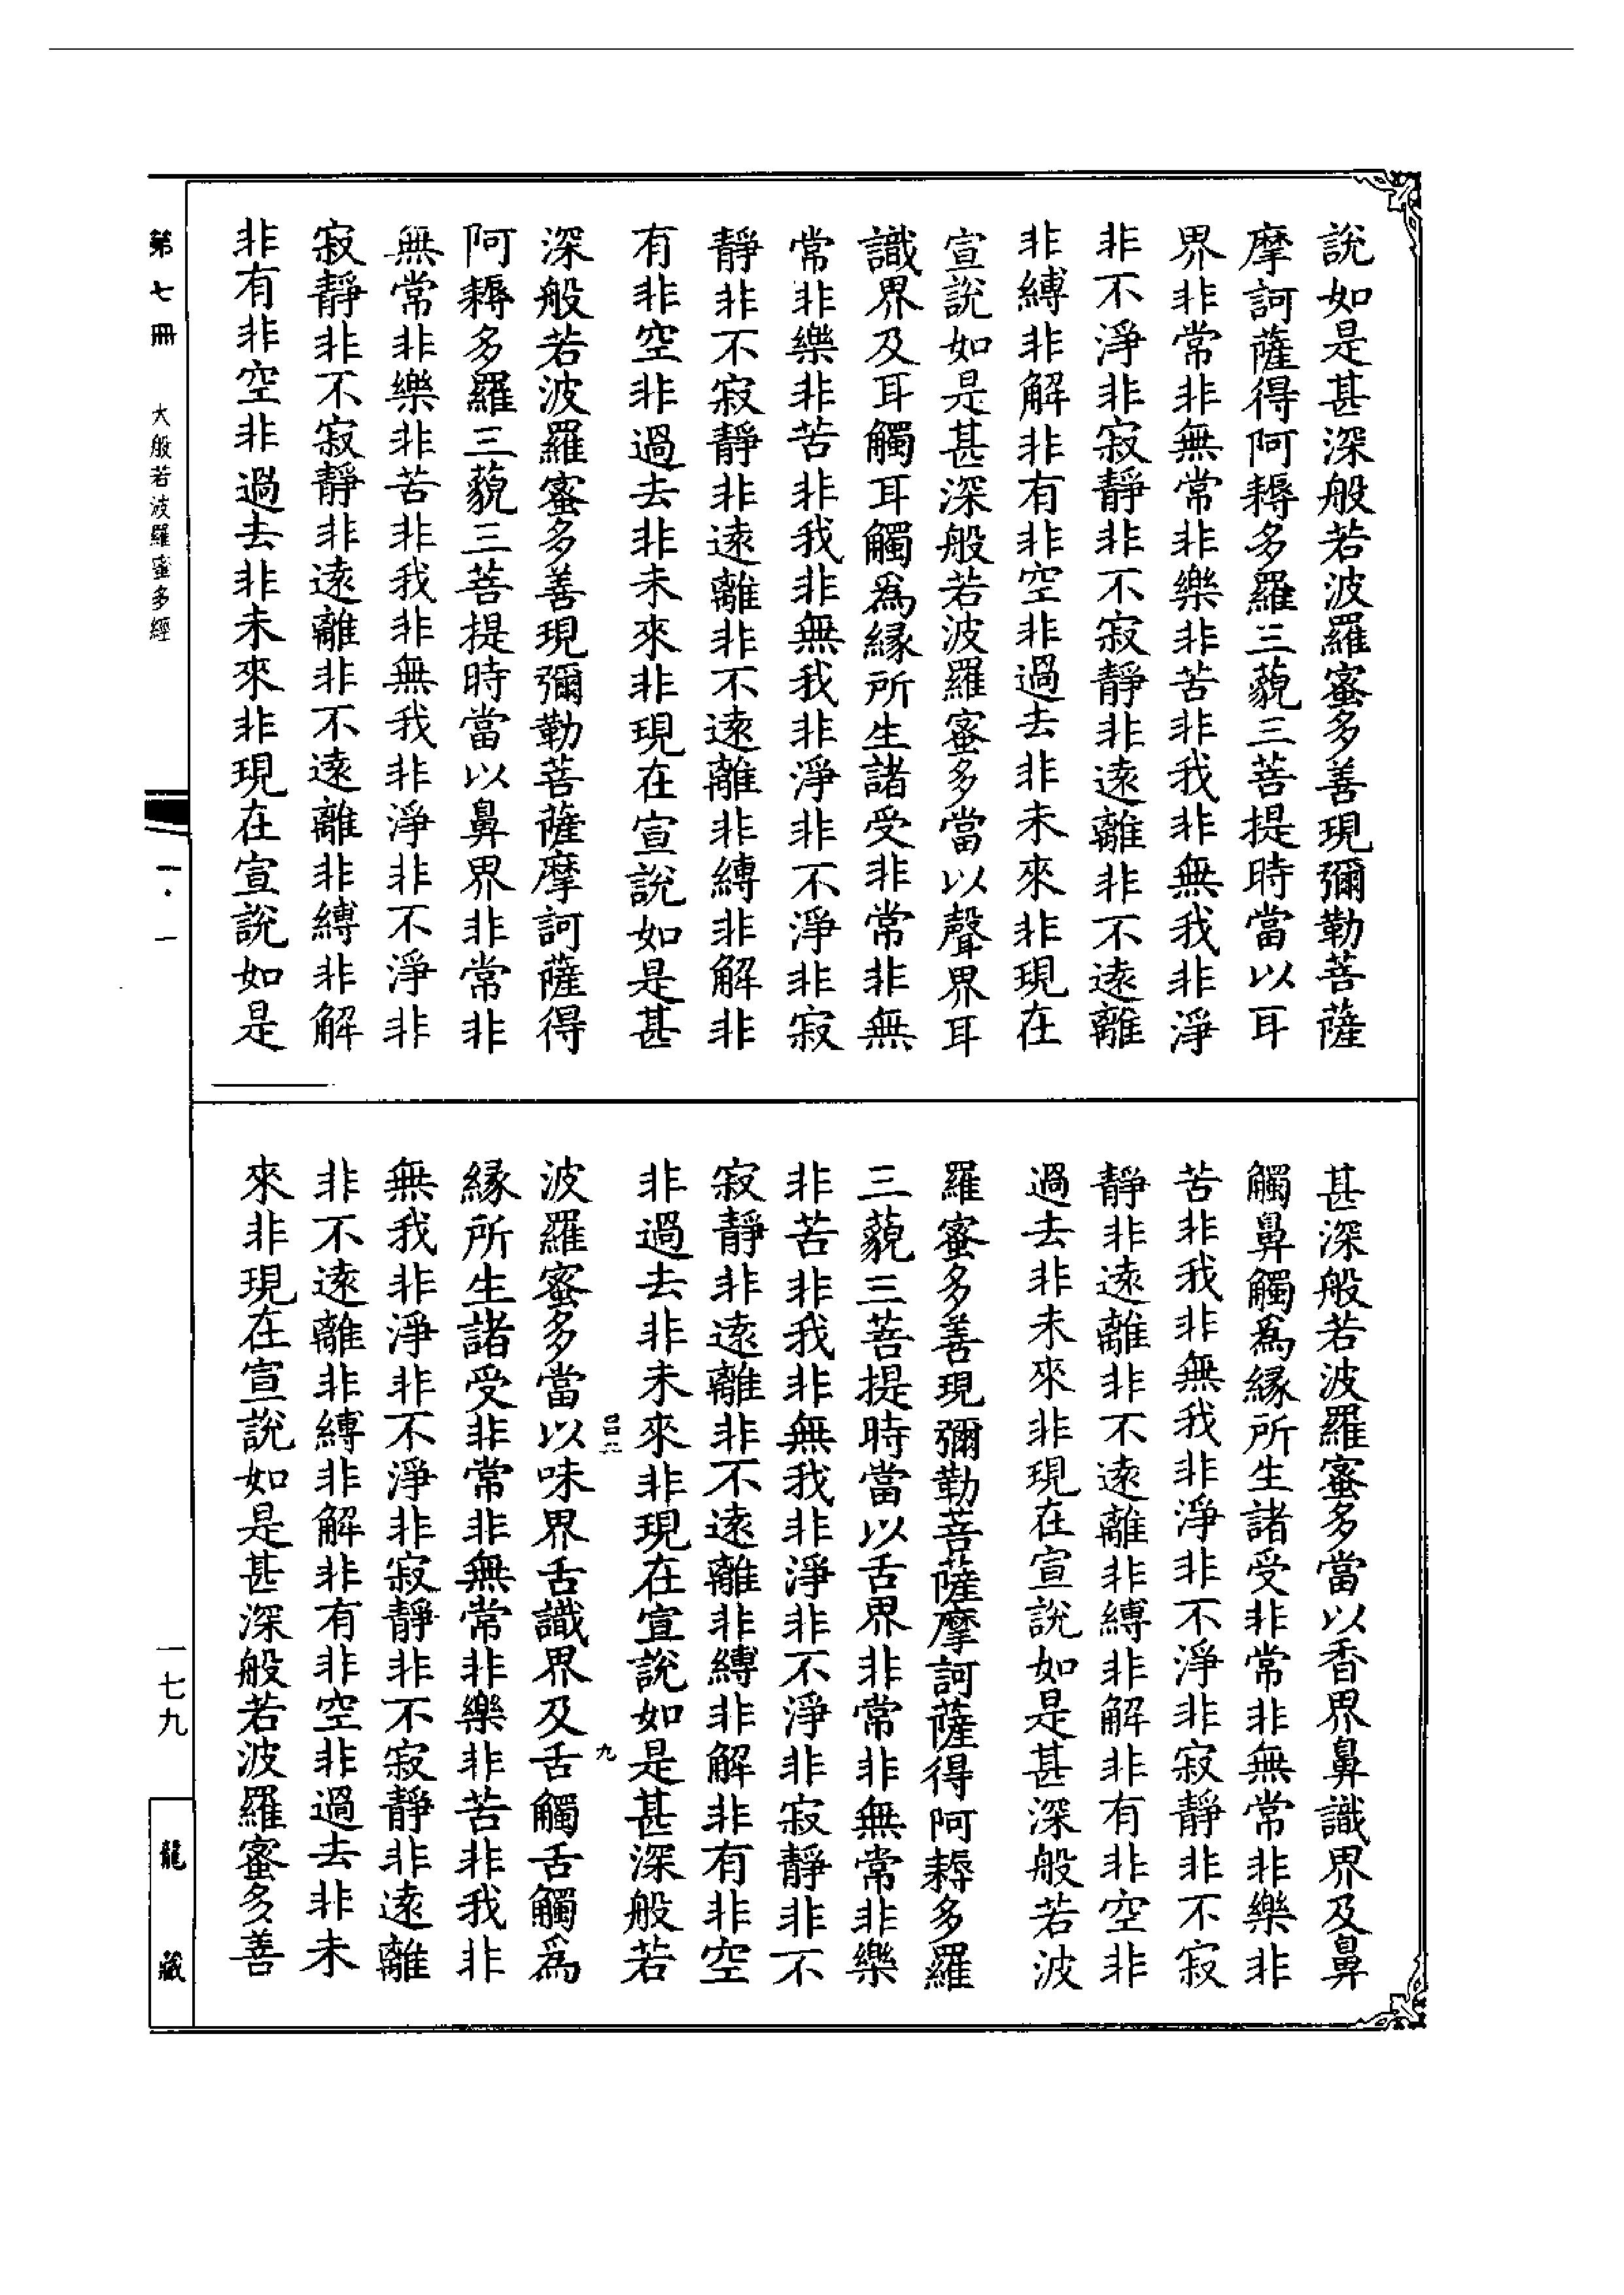 說如是甚深般若波羅蜜多善現彌勒菩薩
摩訶薩得阿耨多羅三藐三菩提時當以耳
界非常非無常非樂非苦非我非無我非淨
非不淨非寂靜非不寂靜非遠離非不遠離
非縛非解非有非空非過去非未來非現在
宣說如是甚深般若波羅蜜多當以聲界耳
識界及耳觸耳觸爲緣所生諸受非常非無
常非樂非苦非我非無我非淨非不淨非寂
靜非不寂靜非遠離非不遠離非縛非解非
有非空非過去非未來非現在宣說如是甚
深般若波羅蜜多善現彌勒菩薩摩訶薩得
阿耨多羅三藐三菩提時當以鼻界非常非
無常非樂非苦非我非無我非淨非不淨非
寂靜非不寂靜非遠離非不遠離非縛非解
非有非空非過去非未來非現在宣說如是
甚深般若波羅蜜多當以香界鼻識界及鼻
觸鼻觸爲緣所生諸受非常非無常非樂非
苦非我非無我非淨非不淨非寂靜非不寂
靜非遠離非不遠離非縛非解非有非空非
過去非未來非現在宣說如是甚深般若波
羅蜜多善現彌勒菩薩摩訶薩得阿耨多羅
三藐三菩提時當以舌界非常非無常非樂
非苦非我非無我非淨非不淨非寂靜非不
寂靜非遠離非不遠離非縛非解非有非空
非過去非未來非現在宣說如是甚深般若
九
波羅蜜多當以味界舌識界及舌觸舌觸爲
緣所生諸受非常非無常非樂非苦非我非
無我非淨非不淨非寂靜非不寂靜非遠離
非不遠離非縛非解非有非空非過去非未
來非現在宣說如是甚深般若波羅蜜多善
第七冊 大般若波羅蜜多經
一七九
龍藏